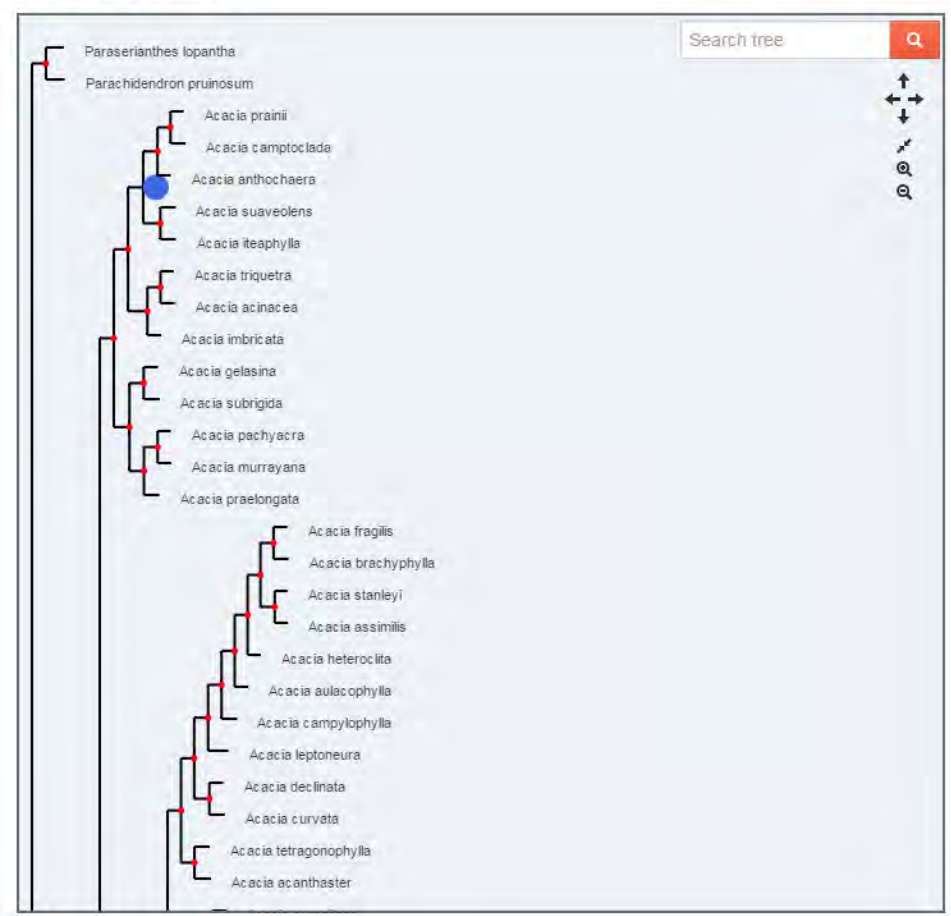 Search tree
Paraserianthes lopantha
Parachidendron pruinosum
Acacia prainii
Acacia camptoclada
Acacia anthochaera
Acacia suaveolens
Acacia iteaphylla
Acacia triquetra
Acacia acinacea
Acacia imbricata
Acacia gelasina
Acacia subrigida
Acacia pachyacra
Acacia murrayana
Acacia praelongata
Acacia fragilis
Acacia brachyphylla
Acacia stanleyi
Acacia assimilis
Acacia heteroclita
Acacia aulacophylla
Acacia campylophylla
Acacia leptoneura
Acacia declinata
Acacia curvata
Acacia tetragonophylla
Acacia acanthaster